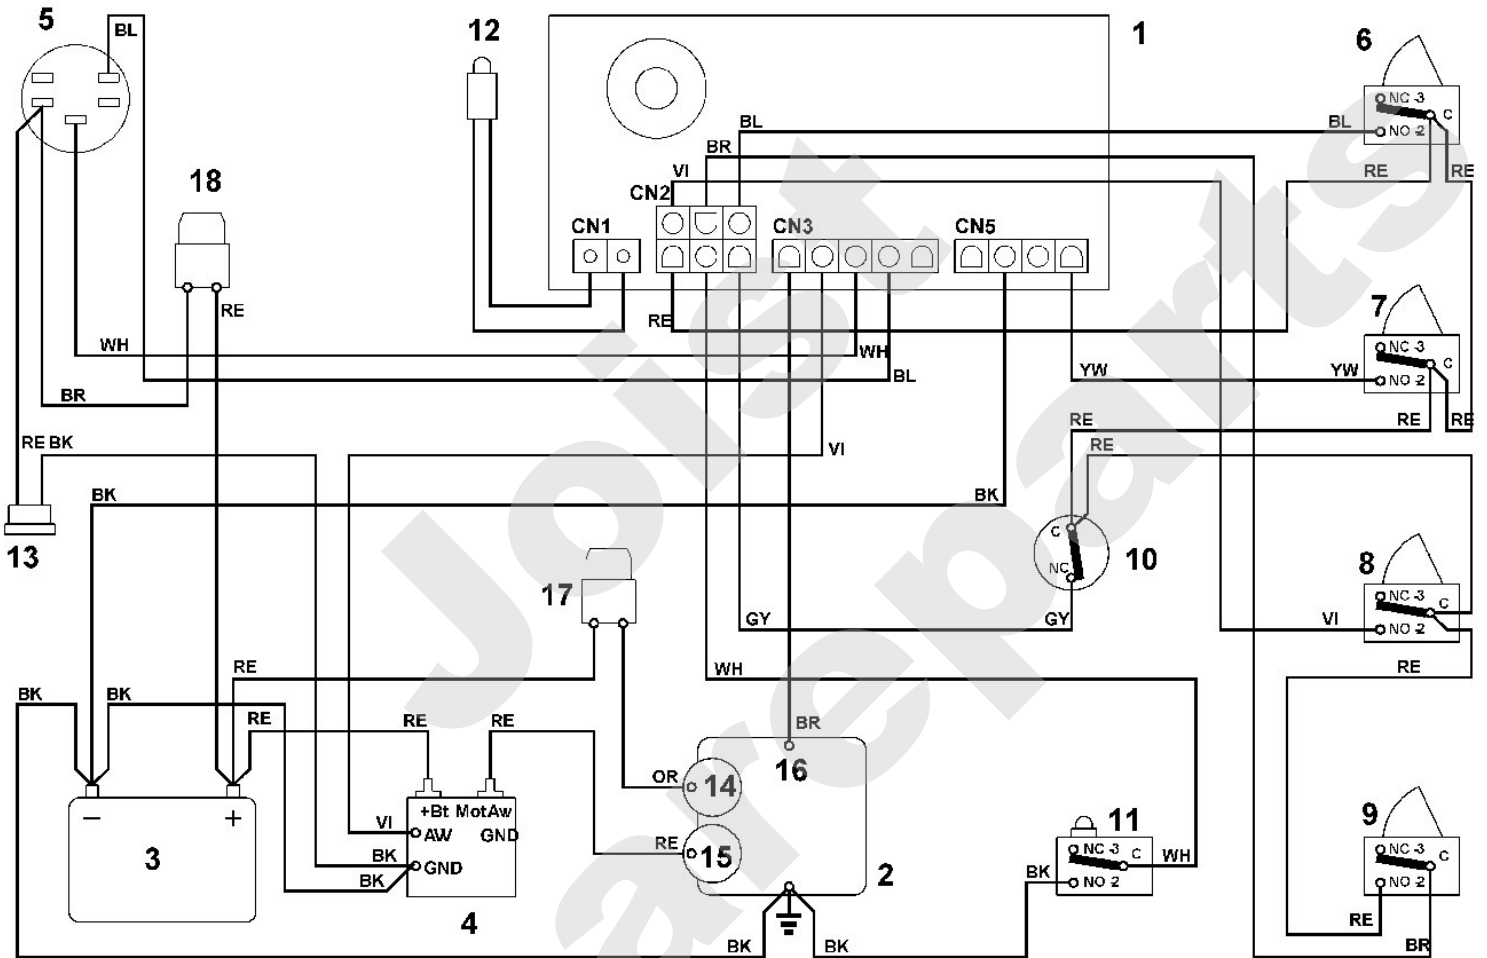 5
BL
12
1
6
NC -3
C
NO -2
BL
BL
BR
RE
RE
VI
18
CN2
CN1
CN3
CN5
RE
RE
7
NC -3
C
NO -2
WH
WH
BL
YW
YW
BR
RE
RE
RE
RE
RE BK
VI
BK
BK
13
C
NC
10
17
8
NC -3
C
NO -2
GY
GY
VI
RE
WH
RE
BK
BK
RE
RE
RE
BR
16
OR
14
+Bt MotAw
AW
GND
GND
VI
BK
BK
RE
15
3
4
2
11
NC -3
C
NO -2
WH
BK
9
NC -3
C
NO -2
RE
BR
BK
BK
Joist
areparts